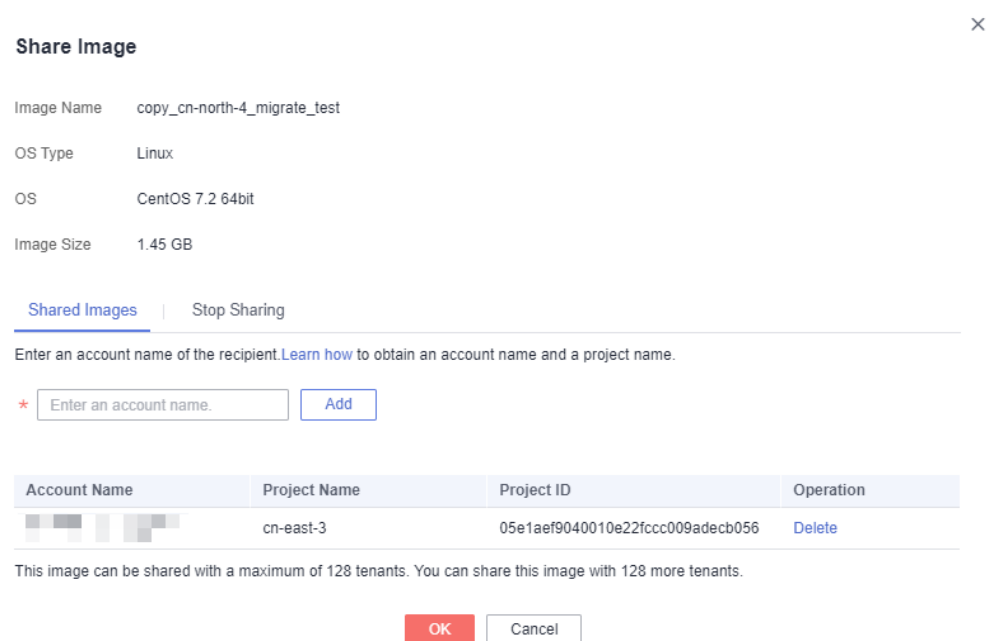 Share Image
Image Name copy_cn-north-4_migrate_test
OS Type Linux
OS CentOS 7.2 64bit
Image Size 1.45 GB
Shared Images | Stop Sharing
Enter an account name of the recipient.Learn how to obtain an account name and a project name.
* Enter an account name. Add
Account Name Project Name Project ID Operation
cn-east-3 05e1aef9040010e22fccc009adecb056 Delete
This image can be shared with a maximum of 128 tenants. You can share this image with 128 more tenants.
OK Cancel